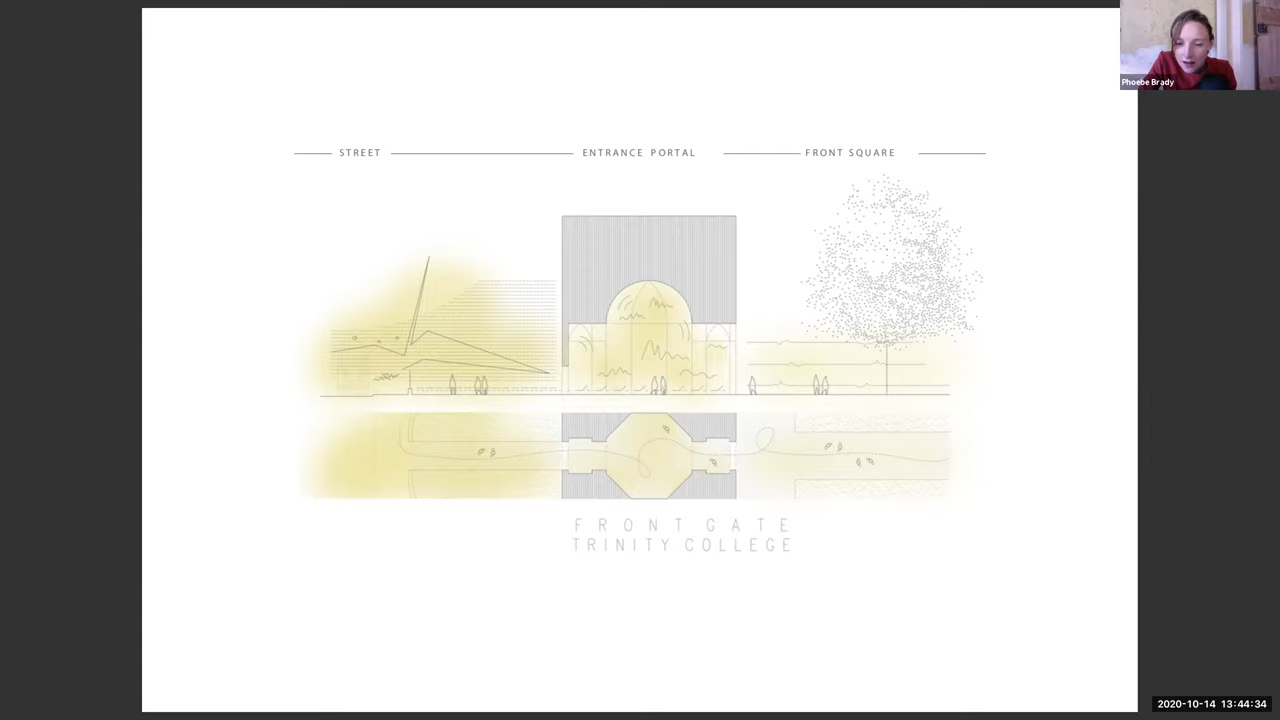 Phoebe Brady
STREET ENTRANCE PORTAL FRONT SQUARE
FRONT GATE
TRINITY COLLEGE
2020-10-14 13:44:34